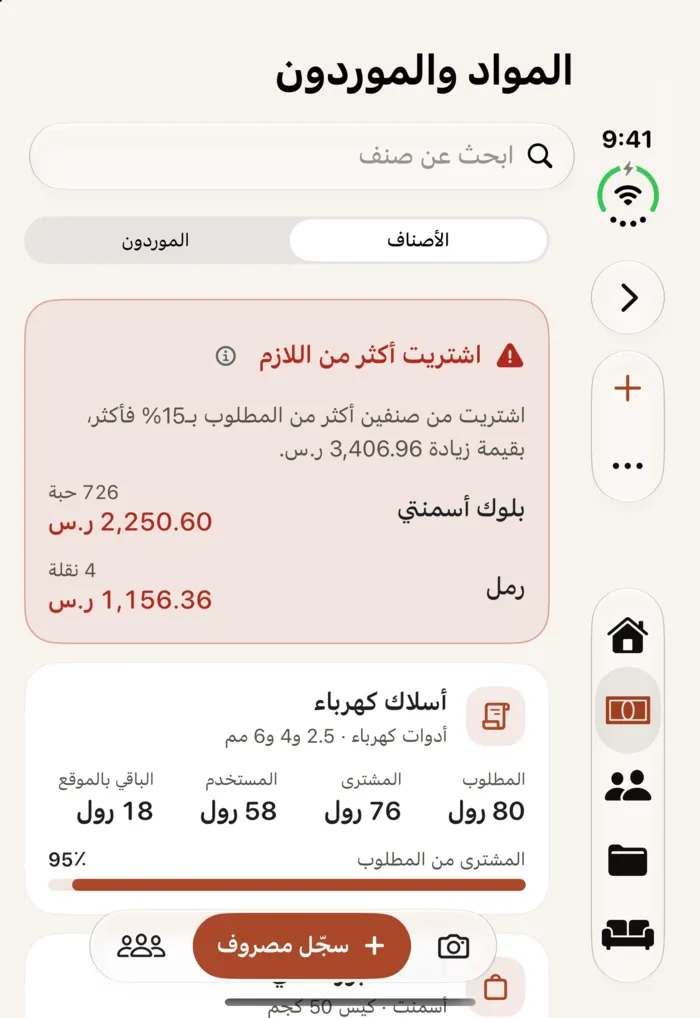 المواد والموردون
9:41
ابحث عن صنف
الأصناف
الموردون
اشتريت أكثر من اللازم
اشتريت من صنفين أكثر من المطلوب بـ15% فأكثر،
بقيمة زيادة 3,406.96 ر.س.
بلوك أسمنتي
726 حبة
2,250.60 ر.س
رمل
4 نقلة
1,156.36 ر.س
أسلاك كهرباء
أدوات كهرباء · 2.5 و4 و6 مم
المطلوب
80 رول
المشترى
76 رول
المستخدم
58 رول
الباقي بالموقع
18 رول
المشترى من المطلوب
95٪
سجّل مصروف
أسمنت · كيس 50 كجم